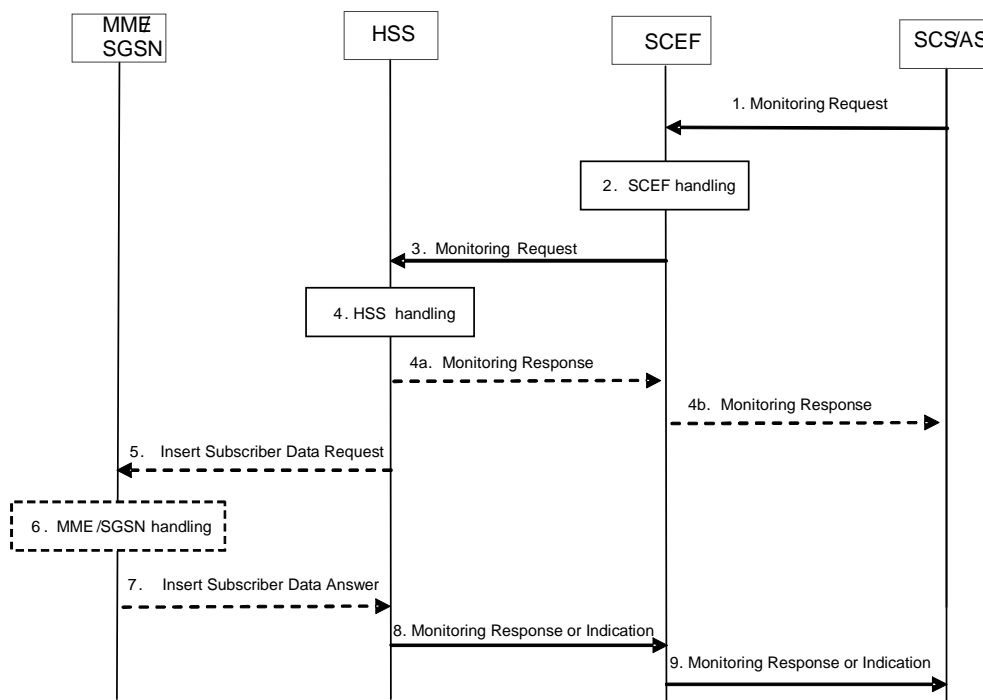 MME/
SGSN
HSS
SCEF
SCS/AS
1. Monitoring Request
2. SCEF handling
3. Monitoring Request
4. HSS handling
4a. Monitoring Response
4b. Monitoring Response
5. Insert Subscriber Data Request
6. MME/SGSN handling
7. Insert Subscriber Data Answer
8. Monitoring Response or Indication
9. Monitoring Response or Indication